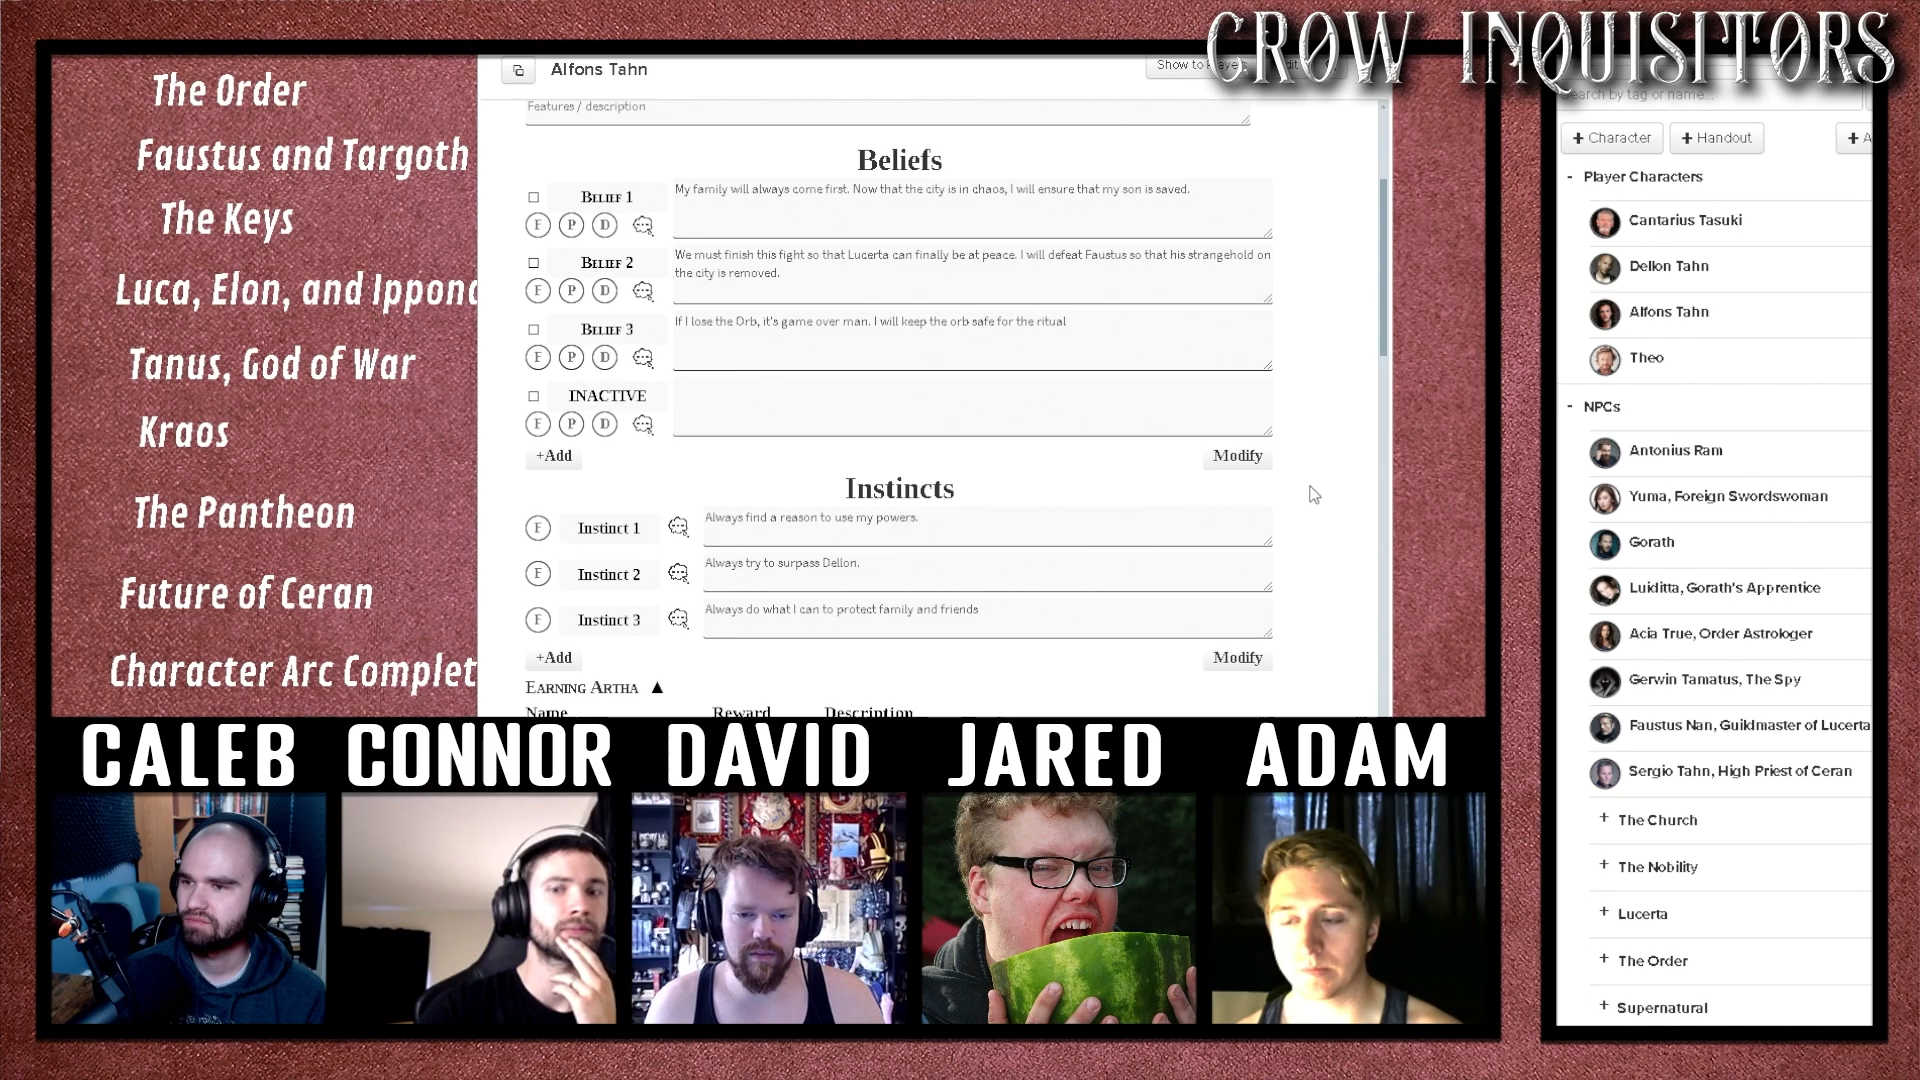 CROW INQUISITORS
The Order
Faustus and Targoth
The Keys
Luca, Elon, and Ippono
Tanus, God of War
Kraos
The Pantheon
Future of Ceran
Character Arc Complet
Alfons Tahn
Show to
Features / description
Beliefs
BELIEF 1
My family will always come first. Now that the city is in chaos, I will ensure that my son is saved.
F P D
BELIEF 2
We must finish this fight so that Lucerta can finally be at peace. I will defeat Faustus so that his strangehold on
the city is removed.
F P D
BELIEF 3
If I lose the Orb, it's game over man. I will keep the orb safe for the ritual
F P D
INACTIVE
F P D
+Add
Modify
Instincts
F Instinct 1
Always find a reason to use my powers.
F Instinct 2
Always try to surpass Dellon.
F Instinct 3
Always do what I can to protect family and friends
+Add
Modify
EARNING ARTHA ▲
Name Reward Description
Search by tag or name...
+ Character
+ Handout
+ A
- Player Characters
Cantarius Tasuki
Dellon Tahn
Alfons Tahn
Theo
- NPCs
Antonius Ram
Yuma, Foreign Swordswoman
Gorath
Luiditta, Gorath's Apprentice
Acia True, Order Astrologer
Gerwin Tamatus, The Spy
Faustus Nan, Guildmaster of Lucerta
Sergio Tahn, High Priest of Ceran
+ The Church
+ The Nobility
+ Lucerta
+ The Order
+ Supernatural
CALEB CONNOR DAVID JARED ADAM